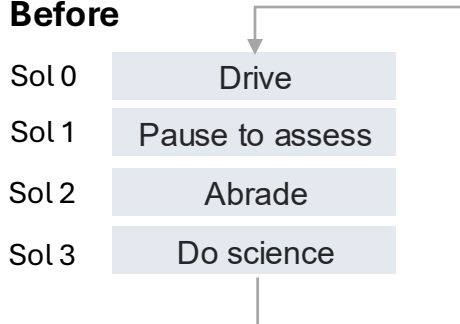 Before
Sol 0 Drive
Sol 1 Pause to assess
Sol 2 Abrade
Sol 3 Do science